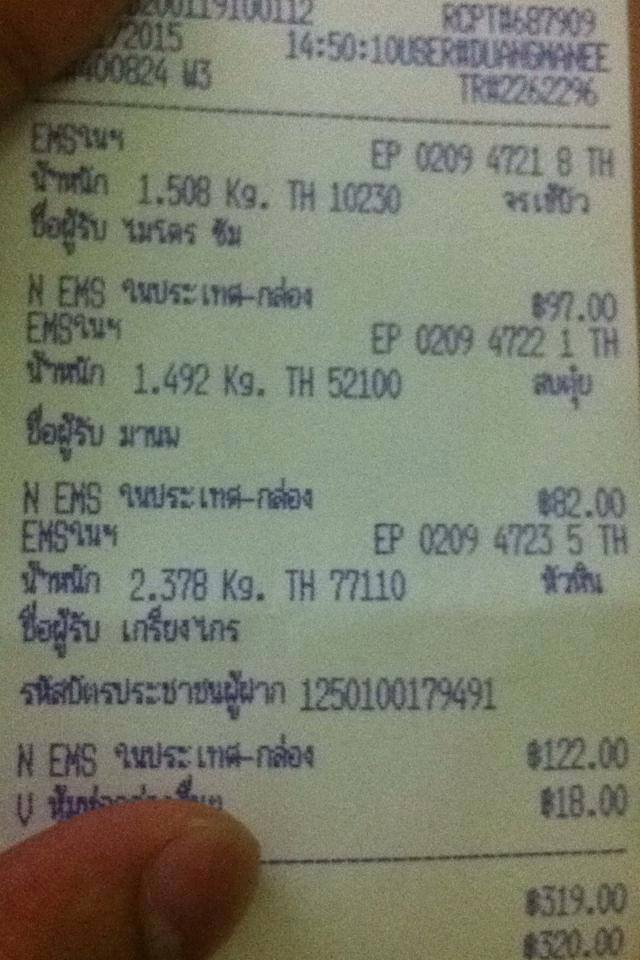 0200119100112 RCPT#687909
/2015 14:50:10USER#DUANGMANEE
400824 W3 TR#2262296
EMSในฯ EP 0209 4721 8 TH
น้ำหนัก 1.508 Kg. TH 10230 จรเข้บัว
ชื่อผู้รับ ไมโตร ซัม
N EMS ในประเทศ-กล่อง ฿97.00
EMSในฯ EP 0209 4722 1 TH
น้ำหนัก 1.492 Kg. TH 52100 สบตุ๋ย
ชื่อผู้รับ มานพ
N EMS ในประเทศ-กล่อง ฿82.00
EMSในฯ EP 0209 4723 5 TH
น้ำหนัก 2.378 Kg. TH 77110 หัวหิน
ชื่อผู้รับ เกรียงไกร
รหัสบัตรประชาชนผู้ฝาก 1250100179491
N EMS ในประเทศ-กล่อง ฿122.00
V ฿18.00
฿319.00
฿320.00